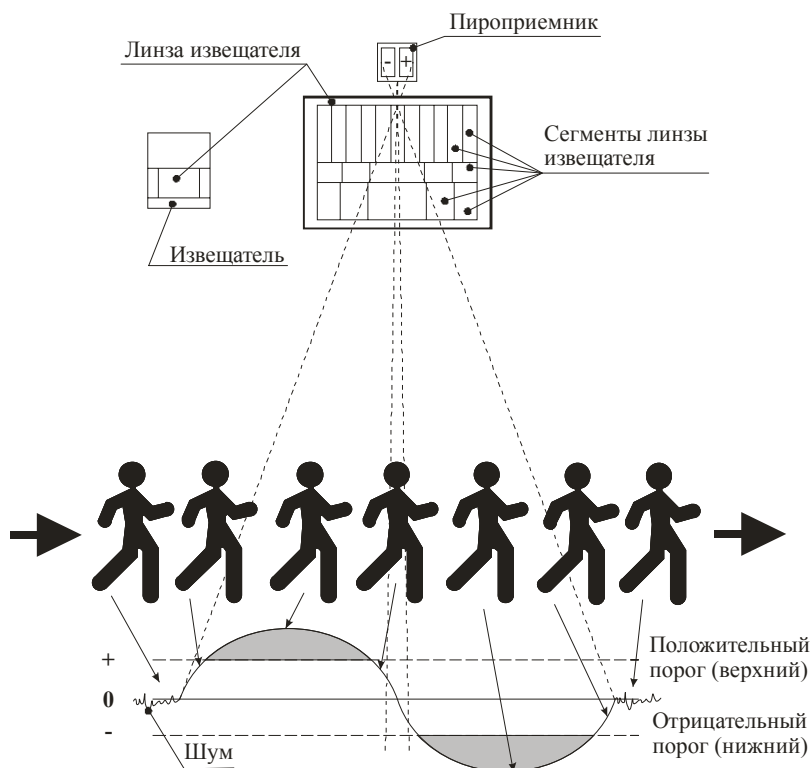 Пироприемник
Линза извещателя
- +
Сегменты линзы
извещателя
Извещатель
+
Положительный
порог (верхний)
0
-
Отрицательный
порог (нижний)
Шум